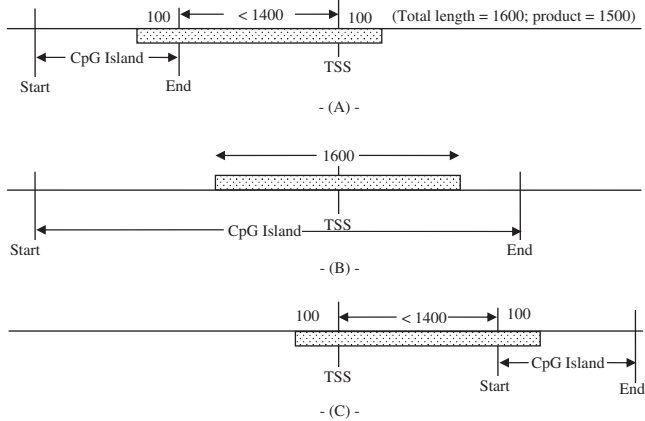 100 < 1400 100 (Total length = 1600; product = 1500)
CpG Island
TSS
Start End
- (A) -
1600
TSS
CpG Island
Start End
- (B) -
100 < 1400 100
CpG Island
TSS Start End
- (C) -